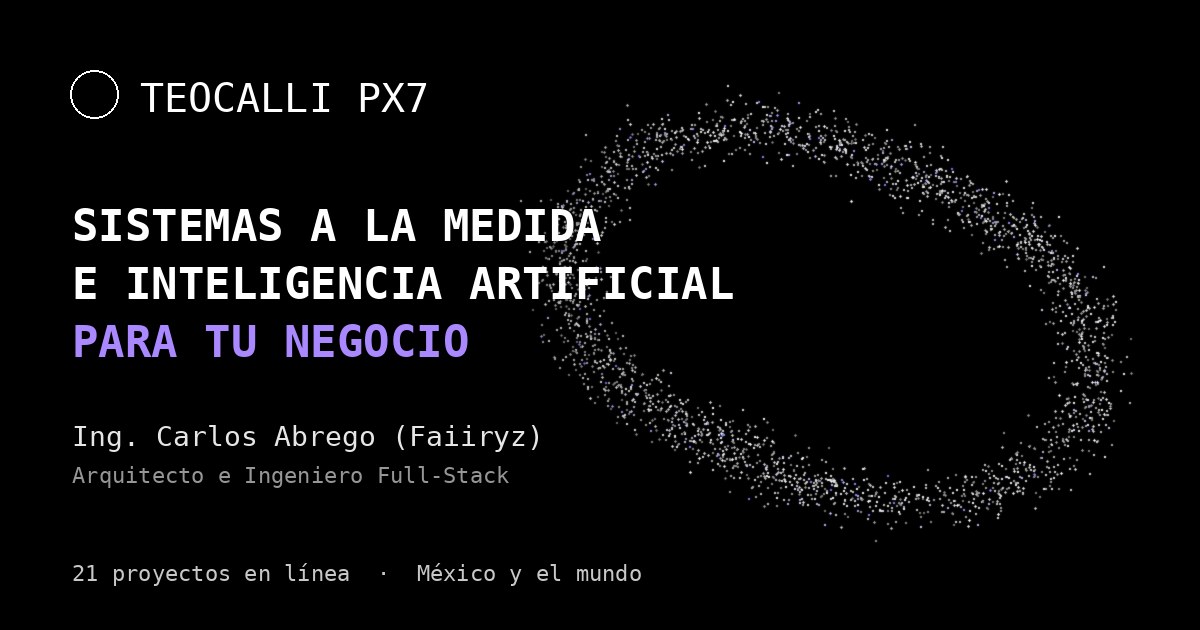 TEOCALLI PX7
SISTEMAS A LA MEDIDA
E INTELIGENCIA ARTIFICIAL
PARA TU NEGOCIO
Ing. Carlos Abrego (Faiiryz)
Arquitecto e Ingeniero Full-Stack
21 proyectos en línea · México y el mundo